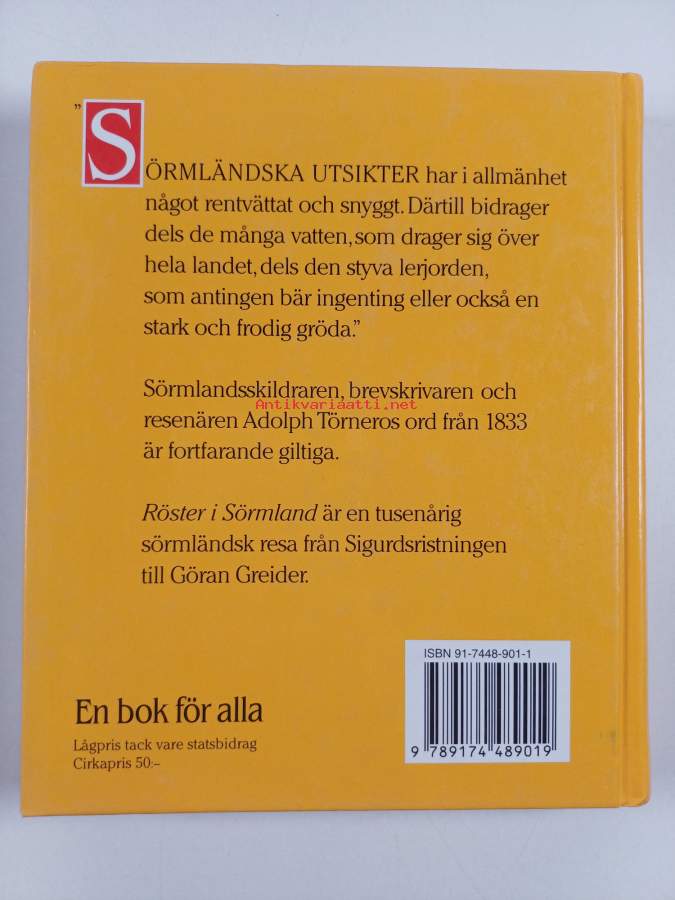 ”SÖRMLÄNDSKA UTSIKTER har i allmänhet
något rentvättat och snyggt. Därtill bidrager
dels de många vatten, som drager sig över
hela landet, dels den styva lerjorden,
som antingen bär ingenting eller också en
stark och frodig gröda.”
Sörmlandsskildraren, brevskrivaren och
Antikvariaatti.net
resenären Adolph Törneros ord från 1833
är fortfarande giltiga.
Röster i Sörmland är en tusenårig
sörmländsk resa från Sigurdsristningen
till Göran Greider.
ISBN 91-7448-901-1
9 789174 489019
En bok för alla
Lågpris tack vare statsbidrag
Cirkapris 50:–